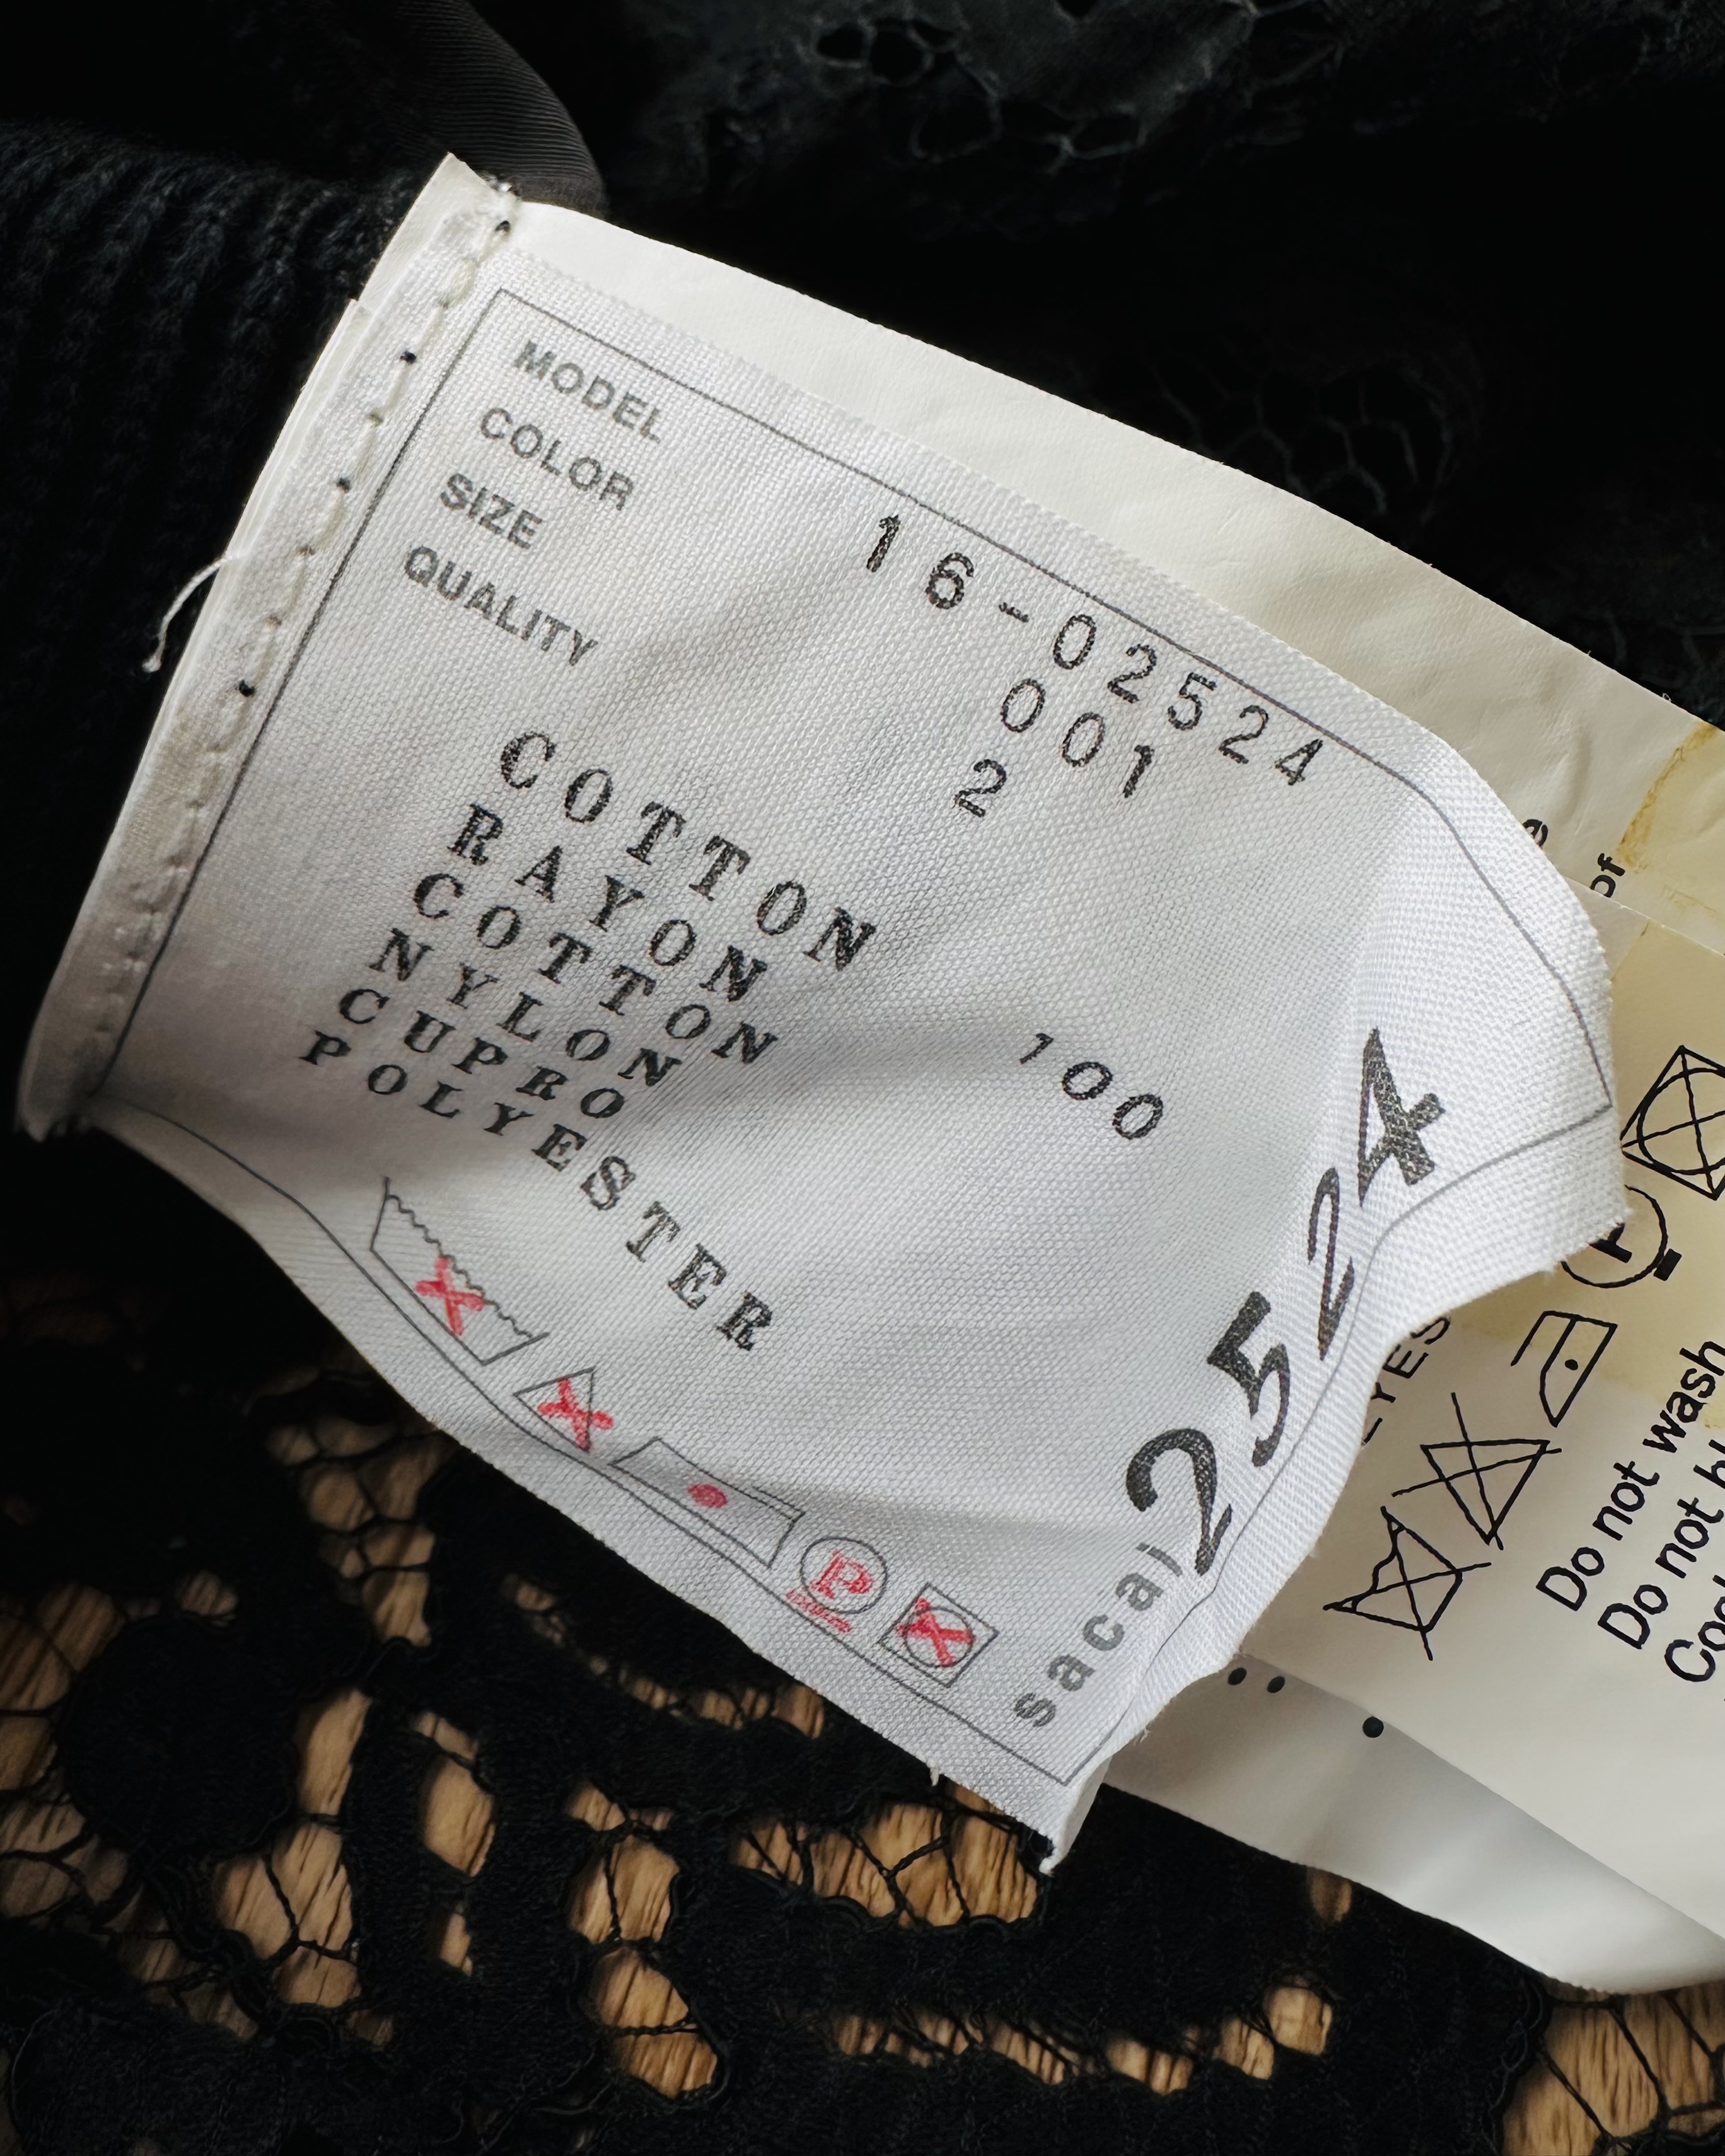 MODEL 16-02524
COLOR 001
SIZE 2
QUALITY
COTTON 100
RAYON
COTTON
NYLON
CUPRO
POLYESTER
P
sacai
2524
of
Do not wash
Do not